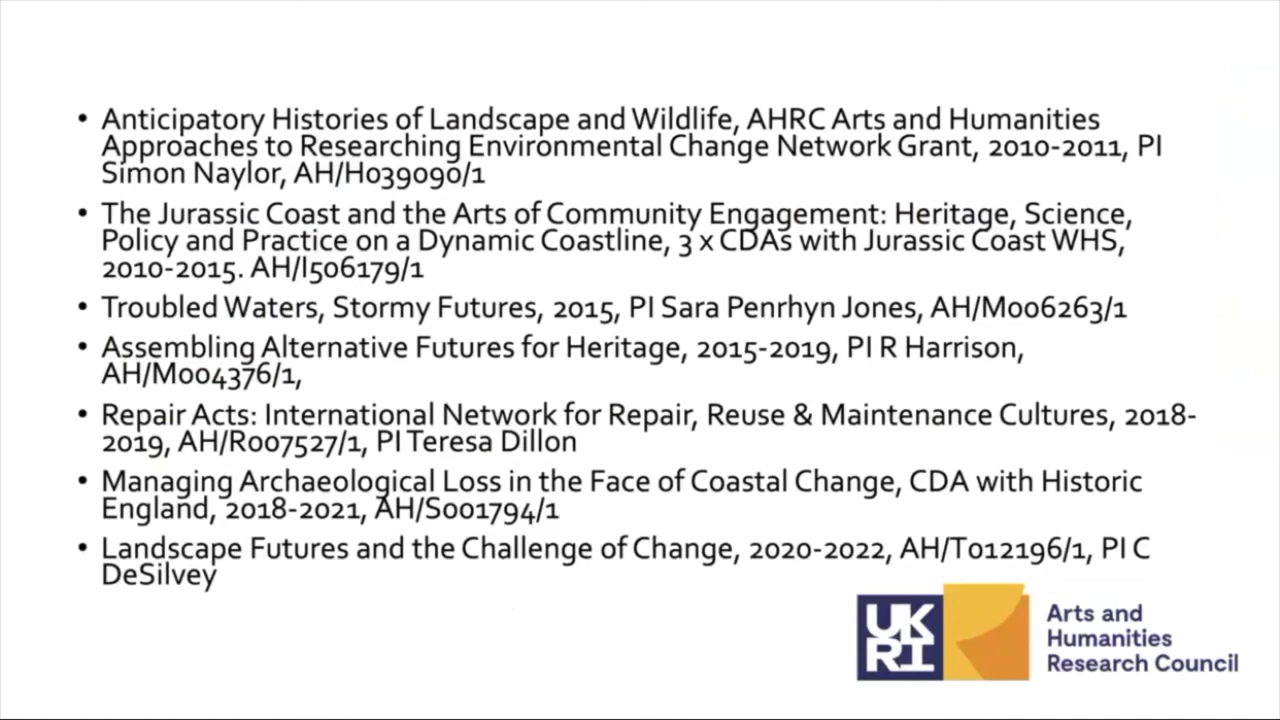 • Anticipatory Histories of Landscape and Wildlife, AHRC Arts and Humanities
Approaches to Researching Environmental Change Network Grant, 2010-2011, PI
Simon Naylor, AH/H039090/1
• The Jurassic Coast and the Arts of Community Engagement: Heritage, Science,
Policy and Practice on a Dynamic Coastline, 3 x CDAs with Jurassic Coast WHS,
2010-2015. AH/I506179/1
• Troubled Waters, Stormy Futures, 2015, PI Sara Penrhyn Jones, AH/M006263/1
• Assembling Alternative Futures for Heritage, 2015-2019, PI R Harrison,
AH/M004376/1,
• Repair Acts: International Network for Repair, Reuse & Maintenance Cultures, 2018-
2019, AH/R007527/1, PI Teresa Dillon
• Managing Archaeological Loss in the Face of Coastal Change, CDA with Historic
England, 2018-2021, AH/S001794/1
• Landscape Futures and the Challenge of Change, 2020-2022, AH/T012196/1, PI C
DeSilvey
UK
RI
Arts and
Humanities
Research Council